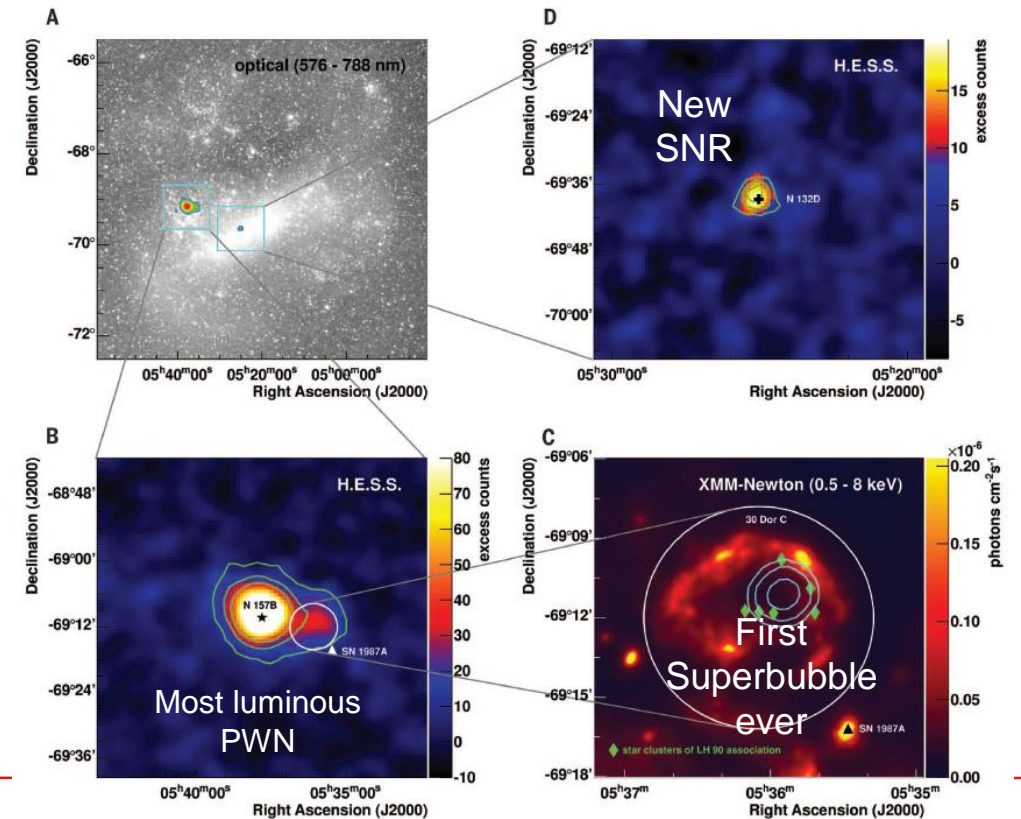 A
optical (576 - 788 nm)
Declination (J2000)
-66°
-68°
-70°
-72°
05ʰ40ᵐ00ˢ 05ʰ20ᵐ00ˢ 05ʰ00ᵐ00ˢ
Right Ascension (J2000)
D
H.E.S.S.
New
SNR
N 132D
Declination (J2000)
-69°12'
-69°24'
-69°36'
-69°48'
-70°00'
05ʰ30ᵐ00ˢ 05ʰ20ᵐ00ˢ
Right Ascension (J2000)
excess counts
15
10
5
0
-5
B
H.E.S.S.
N 157B
SN 1987A
Most luminous
PWN
Declination (J2000)
-68°48'
-69°00'
-69°12'
-69°24'
-69°36'
05ʰ40ᵐ00ˢ 05ʰ35ᵐ00ˢ
Right Ascension (J2000)
excess counts
80
70
60
50
40
30
20
10
0
-10
C
XMM-Newton (0.5 - 8 keV)
30 Dor C
First
Superbubble
ever
SN 1987A
star clusters of LH 90 association
Declination (J2000)
-69°06'
-69°09'
-69°12'
-69°15'
-69°18'
05ʰ37ᵐ 05ʰ36ᵐ 05ʰ35ᵐ
Right Ascension (J2000)
×10⁻⁶
photons cm⁻²s⁻¹
0.20
0.15
0.10
0.05
0.00